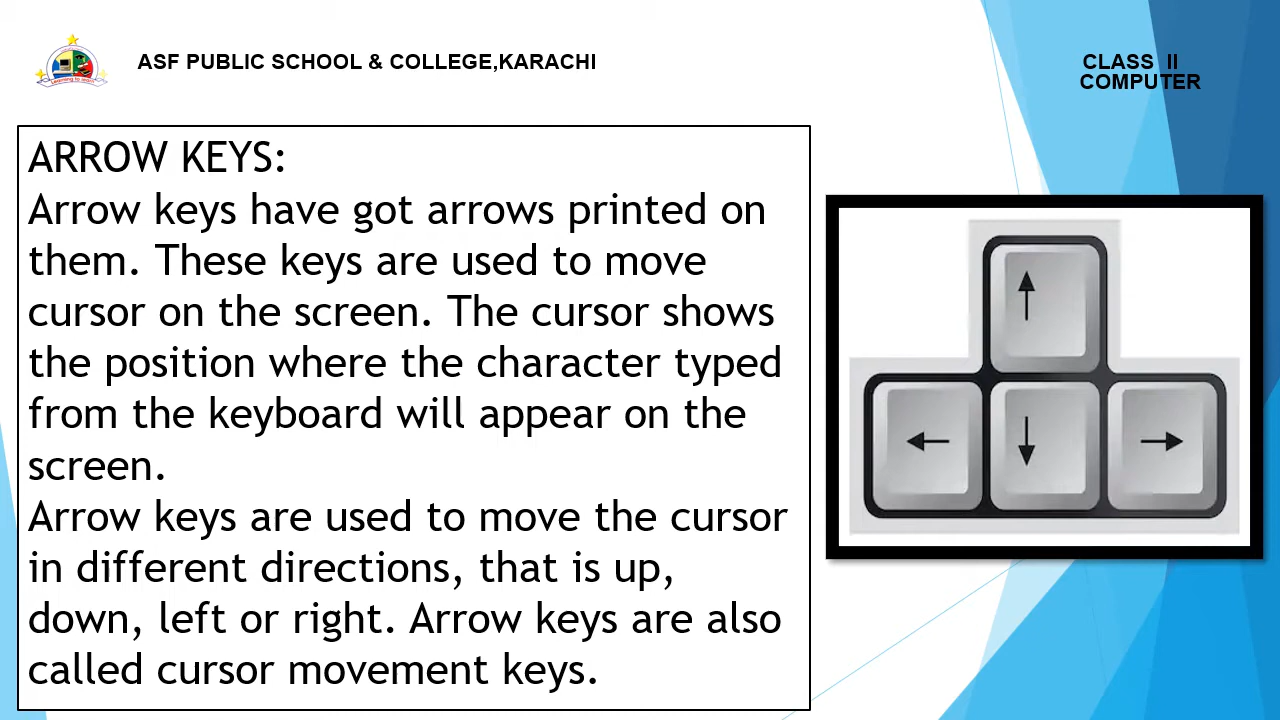 ASF PUBLIC SCHOOL & COLLEGE,KARACHI
CLASS II
COMPUTER
ARROW KEYS:
Arrow keys have got arrows printed on
them. These keys are used to move
cursor on the screen. The cursor shows
the position where the character typed
from the keyboard will appear on the
screen.
Arrow keys are used to move the cursor
in different directions, that is up,
down, left or right. Arrow keys are also
called cursor movement keys.